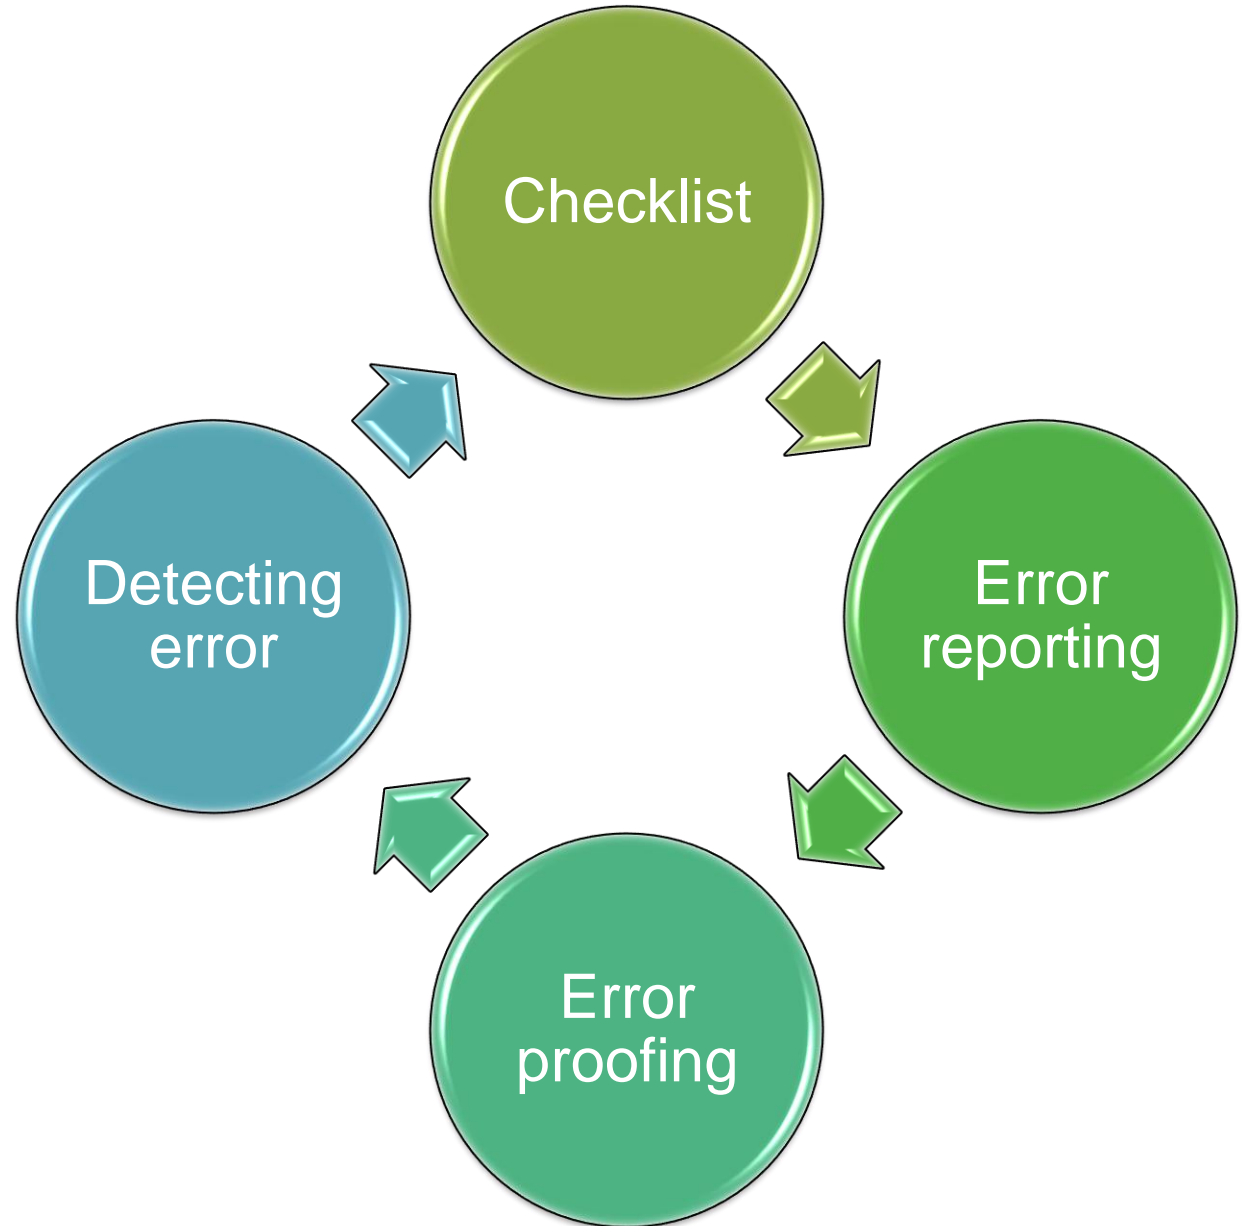 Checklist
Error
reporting
Error
proofing
Detecting
error